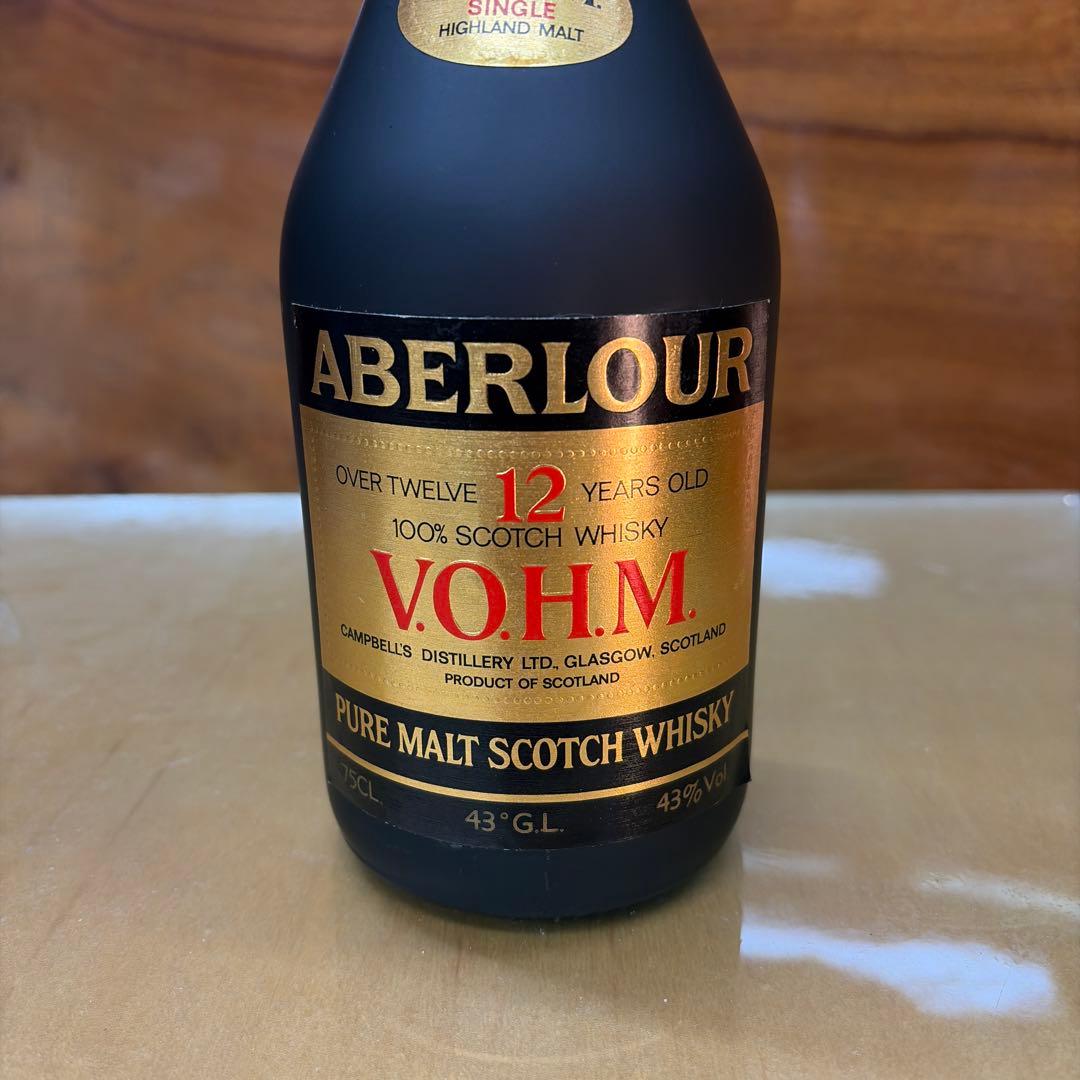 SINGLE
HIGHLAND MALT
ABERLOUR
OVER TWELVE 12 YEARS OLD
100% SCOTCH WHISKY
V.O.H.M.
CAMPBELL'S DISTILLERY LTD., GLASGOW, SCOTLAND
PRODUCT OF SCOTLAND
PURE MALT SCOTCH WHISKY
75CL. 43% Vol.
43° G.L.